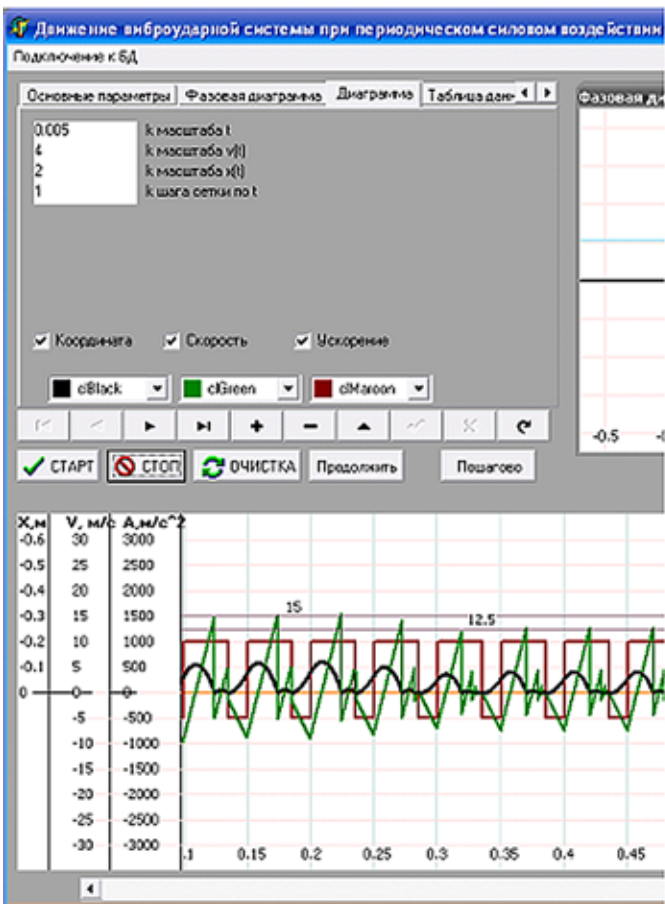 Движение виброударной системы при периодическом силовом воздействии
Подключение к БД
Основные параметры Фазовая диаграмма Диаграмма Таблица дан-
Фазовая ди
0.005 k масштаба t
4 k масштаба v(t)
2 k масштаба x(t)
1 k шага сетки по t
Координата Скорость Ускорение
clBlack clGreen clMaroon
-0.5
СТАРТ СТОП ОЧИСТКА Продолжить Пошагово
X,м V, м/с A,м/с^2
-0.6 30 3000
-0.5 25 2500
-0.4 20 2000
-0.3 15 1500 15
12.5
-0.2 10 1000
-0.1 5 500
0 0 0
-5 -500
-10 -1000
-15 -1500
-20 -2000
-25 -2500
-30 -3000
.1 0.15 0.2 0.25 0.3 0.35 0.4 0.45